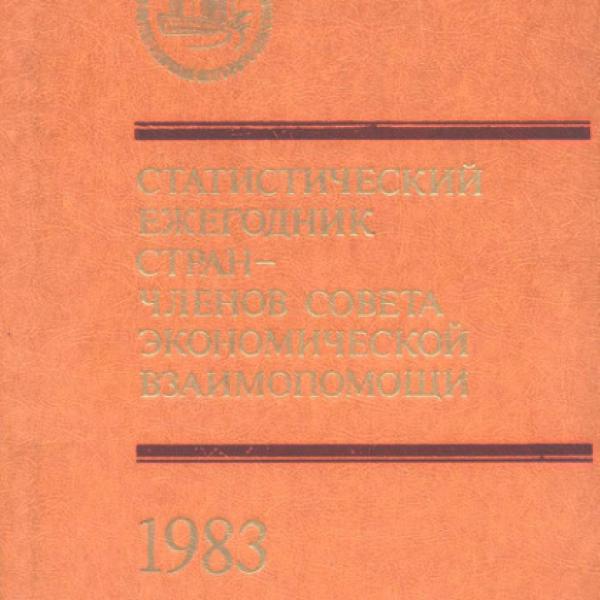 СТАТИСТИЧЕСКИЙ
ЕЖЕГОДНИК
СТРАН–
ЧЛЕНОВ СОВЕТА
ЭКОНОМИЧЕСКОЙ
ВЗАИМОПОМОЩИ
1983